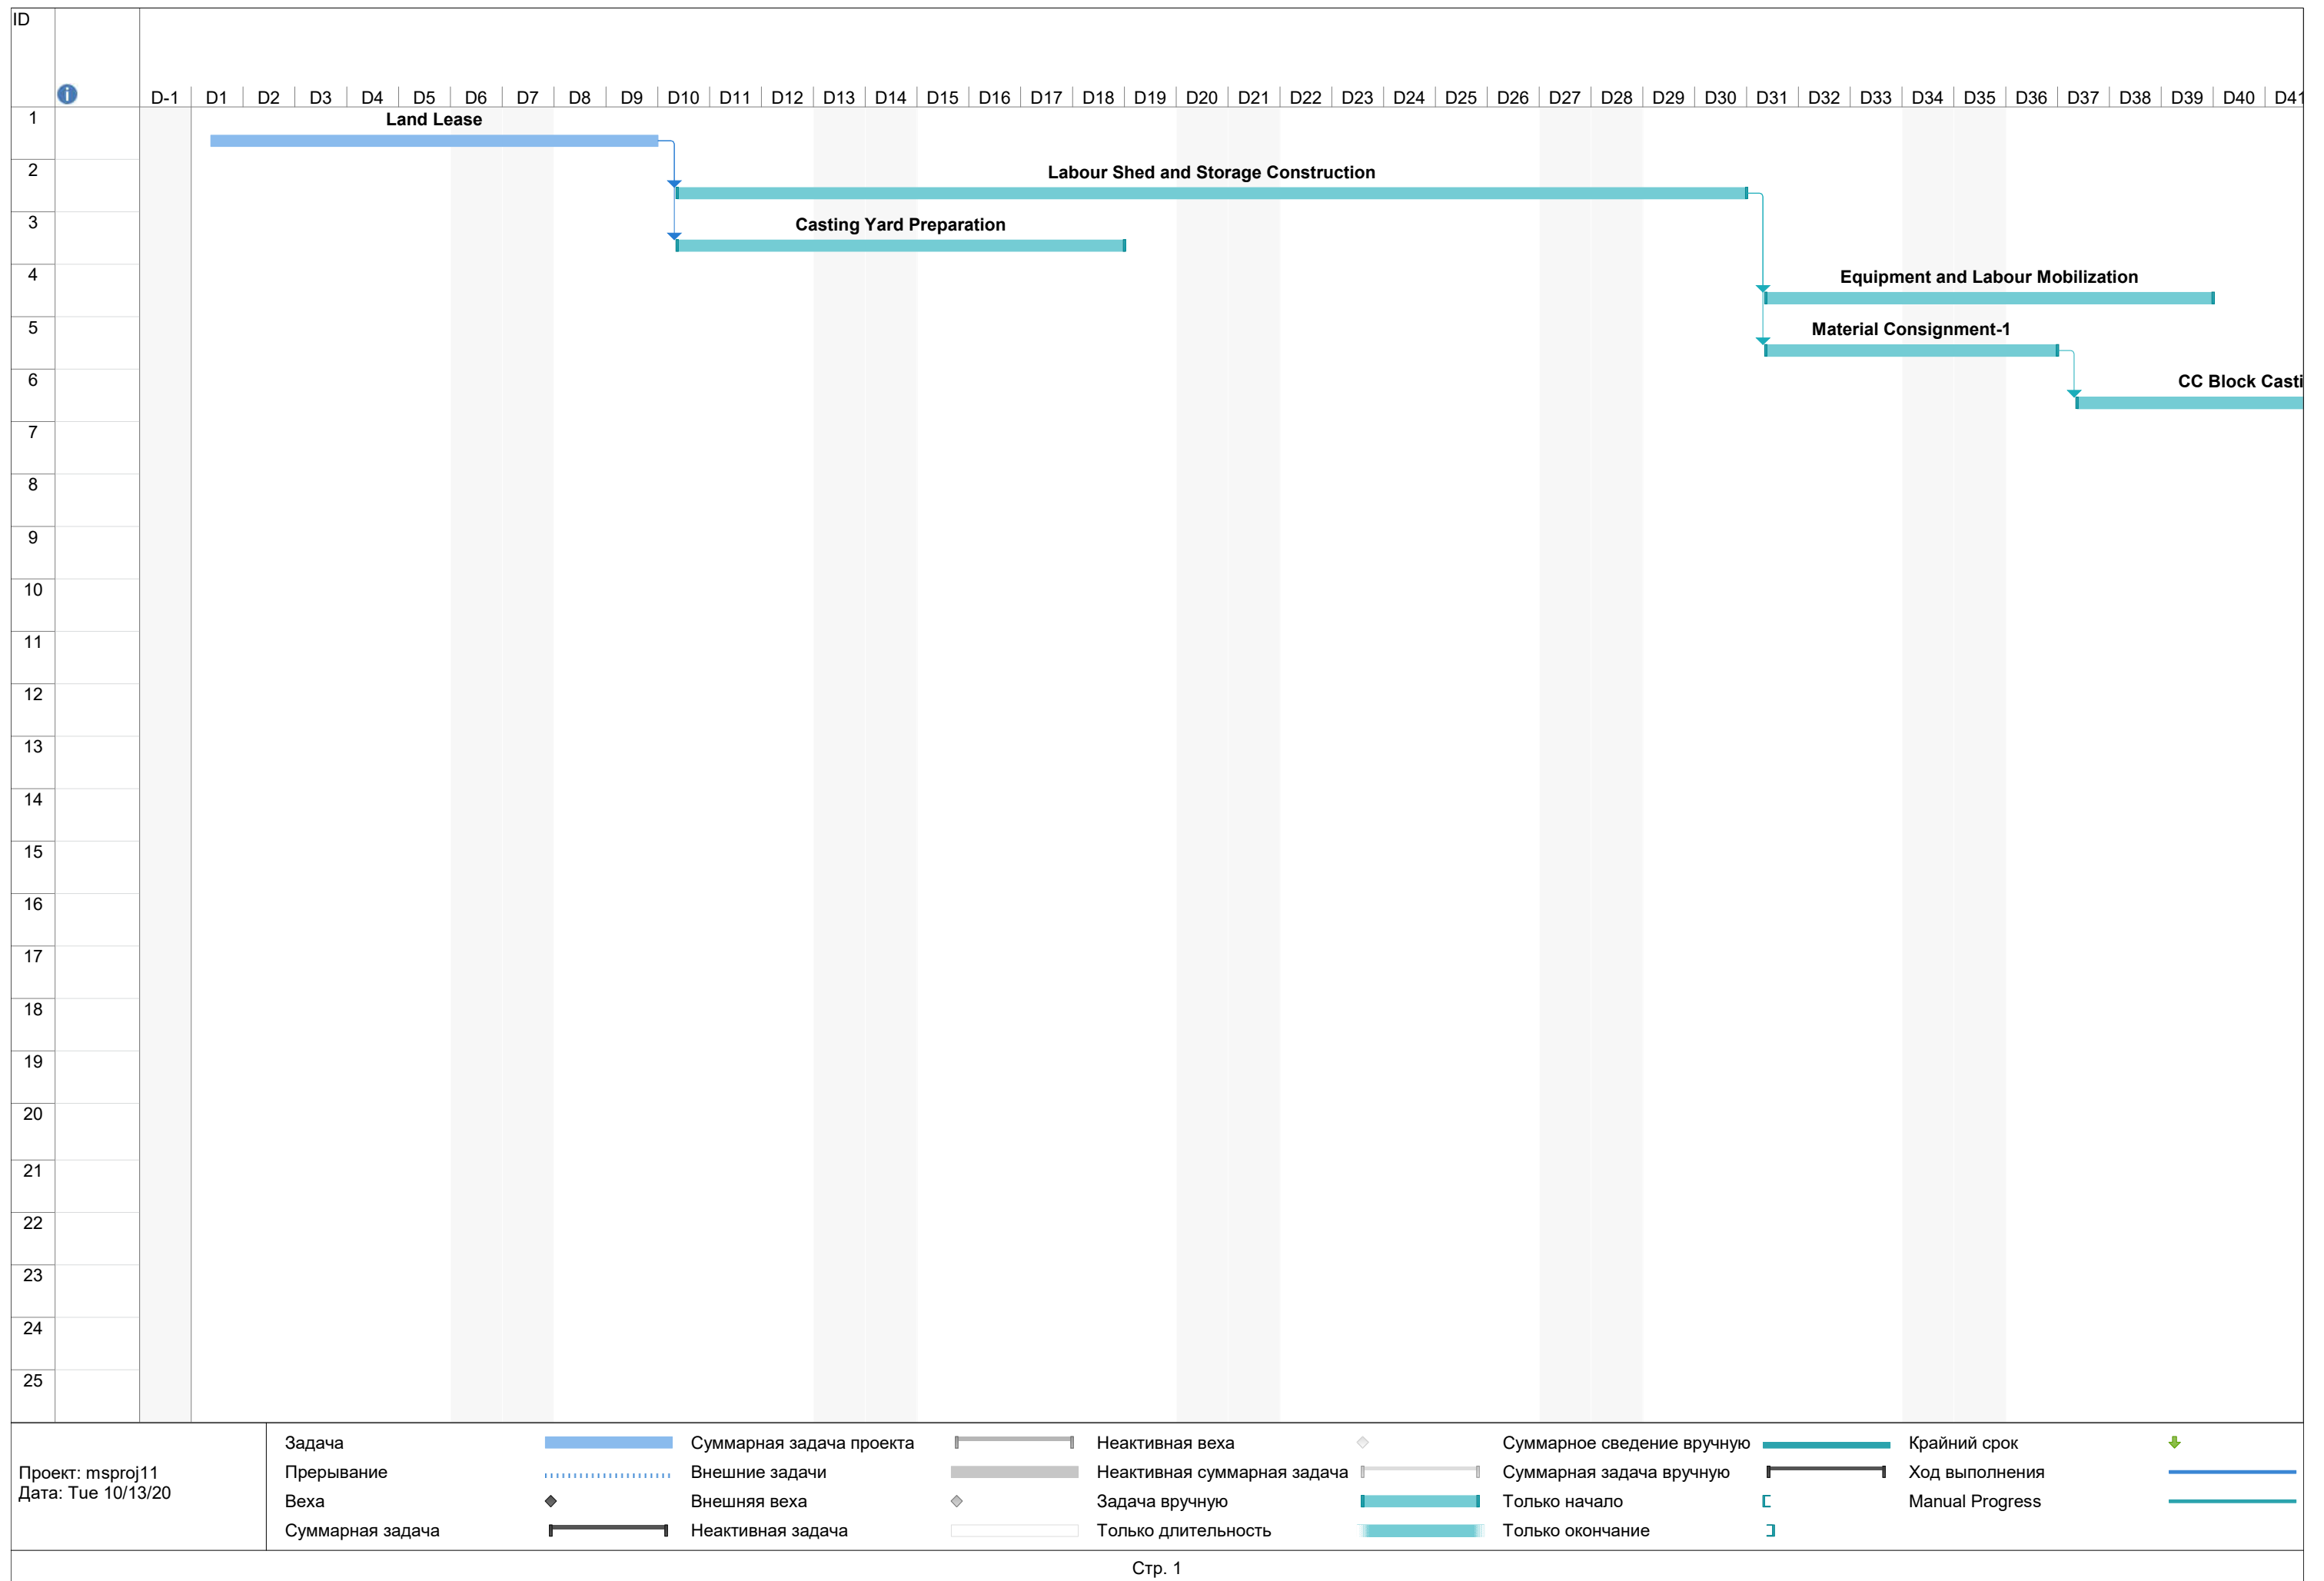 ID
D-1 D1 D2 D3 D4 D5 D6 D7 D8 D9 D10 D11 D12 D13 D14 D15 D16 D17 D18 D19 D20 D21 D22 D23 D24 D25 D26 D27 D28 D29 D30 D31 D32 D33 D34 D35 D36 D37 D38 D39 D40 D41
1 Land Lease
2 Labour Shed and Storage Construction
3 Casting Yard Preparation
4 Equipment and Labour Mobilization
5 Material Consignment-1
6 CC Block Casti
7
8
9
10
11
12
13
14
15
16
17
18
19
20
21
22
23
24
25
Проект: msproj11
Дата: Tue 10/13/20
Задача
Прерывание
Веха
Суммарная задача
Суммарная задача проекта
Внешние задачи
Внешняя веха
Неактивная задача
Неактивная веха
Неактивная суммарная задача
Задача вручную
Только длительность
Суммарное сведение вручную
Суммарная задача вручную
Только начало
Только окончание
Крайний срок
Ход выполнения
Manual Progress
Стр. 1